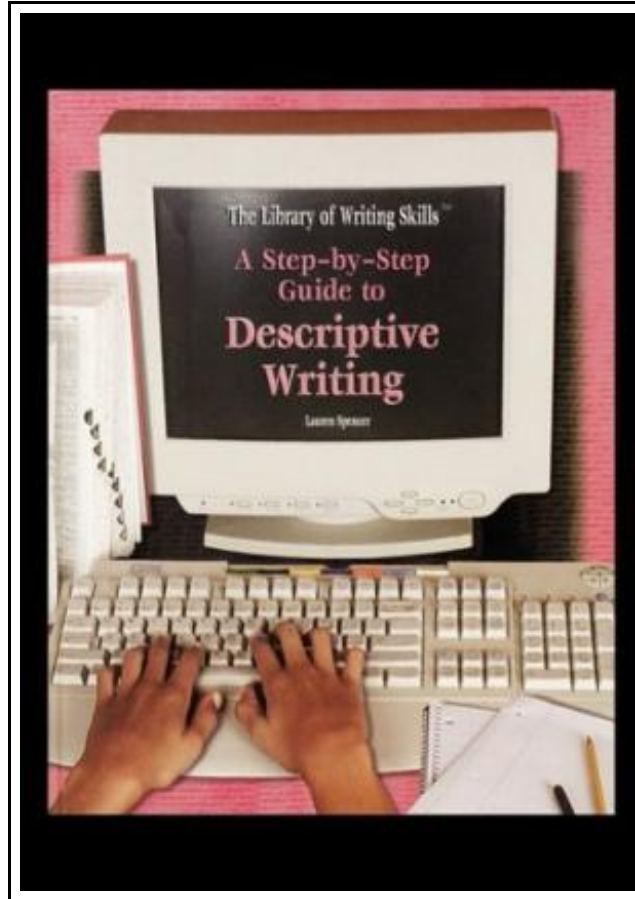 The Library of Writing Skills™
A Step-by-Step
Guide to
Descriptive
Writing
Lauren Spencer